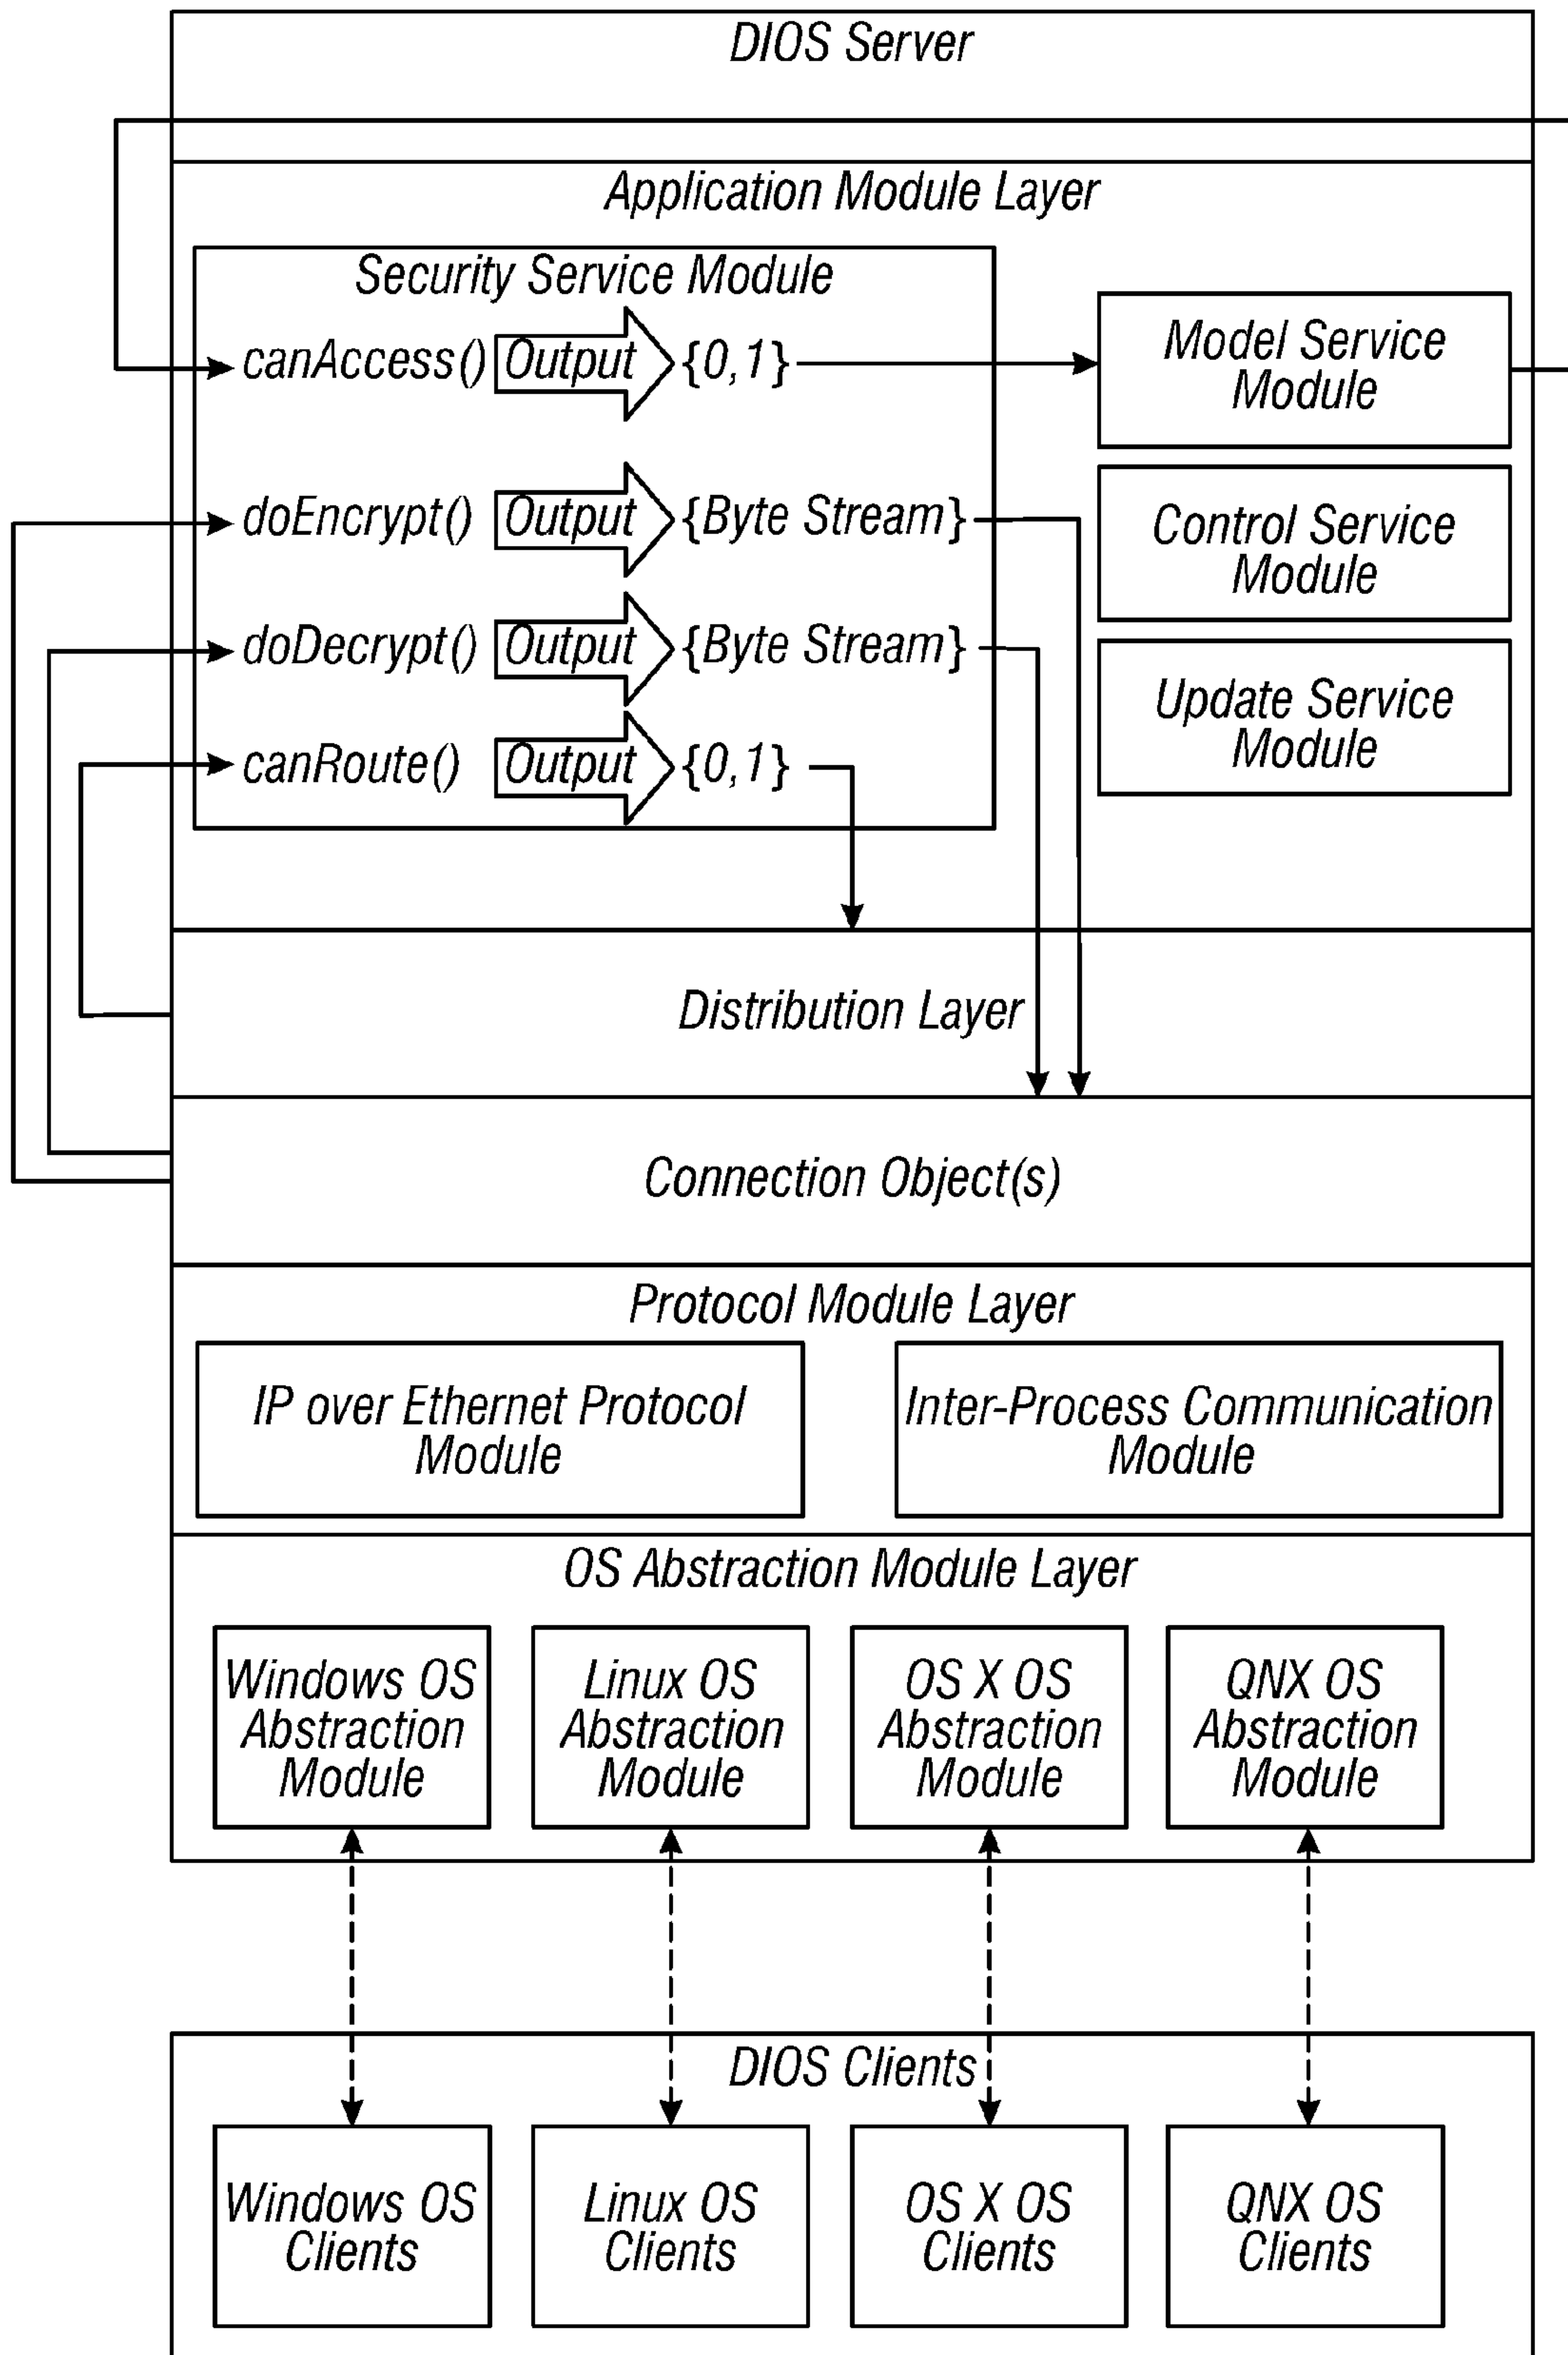 DIOS Server
Application Module Layer
Security Service Module
canAccess() Output {0,1}
doEncrypt() Output {Byte Stream}
doDecrypt() Output {Byte Stream}
canRoute() Output {0,1}
Model Service
Module
Control Service
Module
Update Service
Module
Distribution Layer
Connection Object(s)
Protocol Module Layer
IP over Ethernet Protocol
Module
Inter-Process Communication
Module
OS Abstraction Module Layer
Windows OS
Abstraction
Module
Linux OS
Abstraction
Module
OS X OS
Abstraction
Module
QNX OS
Abstraction
Module
DIOS Clients
Windows OS
Clients
Linux OS
Clients
OS X OS
Clients
QNX OS
Clients